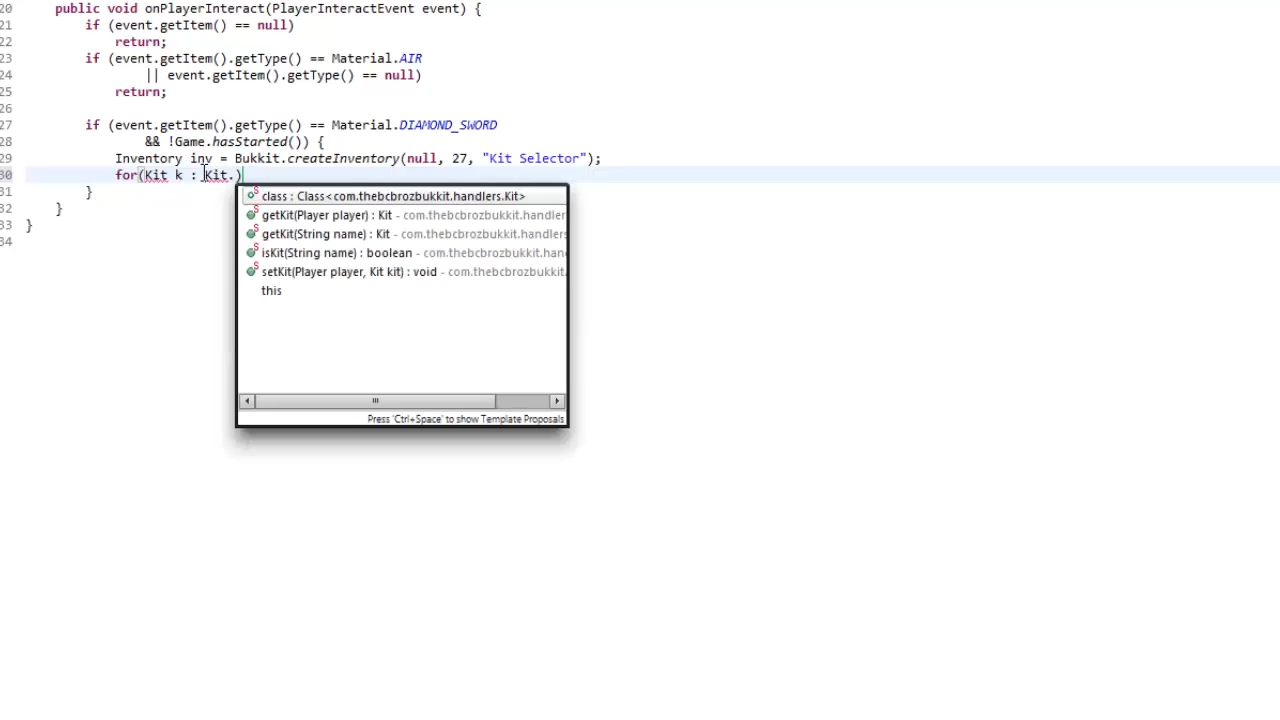 20 public void onPlayerInteract(PlayerInteractEvent event) {
21 if (event.getItem() == null)
22 return;
23 if (event.getItem().getType() == Material.AIR
24 || event.getItem().getType() == null)
25 return;
26
27 if (event.getItem().getType() == Material.DIAMOND_SWORD
28 && !Game.hasStarted()) {
29 Inventory inv = Bukkit.createInventory(null, 27, "Kit Selector");
30 for(Kit k : Kit.)
31 }
32 }
33 }
34
class : Class<com.thebcbrozbukkit.handlers.Kit>
getKit(Player player) : Kit - com.thebcbrozbukkit.handler
getKit(String name) : Kit - com.thebcbrozbukkit.handlers
isKit(String name) : boolean - com.thebcbrozbukkit.han
setKit(Player player, Kit kit) : void - com.thebcbrozbukkit.
this
Press 'Ctrl+Space' to show Template Proposals